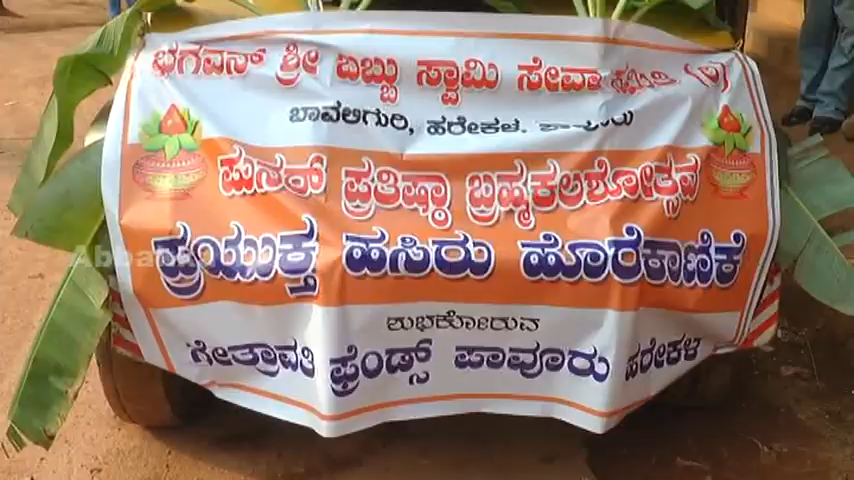 ಭಗವಾನ್ ಶ್ರೀ ಬಬ್ಬು ಸ್ವಾಮಿ ಸೇವಾ (ರಿ)
ಬಾವಲಿಗುರಿ, ಹರೇಕಳ.
ಪುನರ್ ಪ್ರತಿಷ್ಠಾ ಬ್ರಹ್ಮಕಲಶೋತ್ಸವ
ಪ್ರಯುಕ್ತ ಹಸಿರು ಹೊರೆಕಾಣಿಕೆ
ಶುಭಕೋರುವ
ನೇತ್ರಾವತಿ ಫ್ರೆಂಡ್ಸ್ ಪಾವೂರು ಹರೇಕಳ